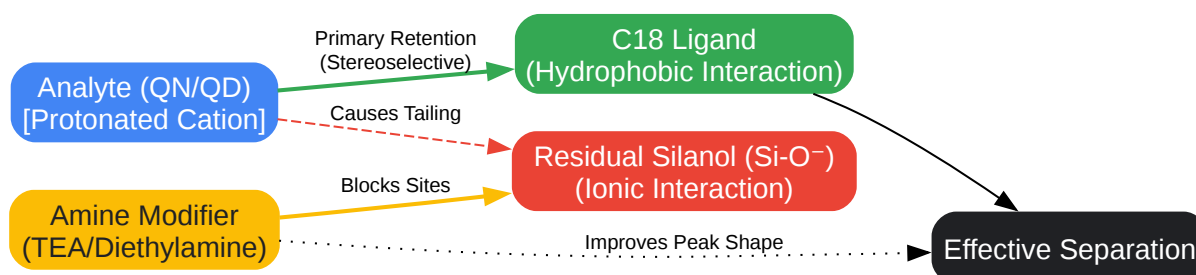 Primary Retention
(Stereoselective)
C18 Ligand
(Hydrophobic Interaction)
Analyte (QN/QD)
[Protonated Cation]
Causes Tailing
Residual Silanol (Si-O⁻)
(Ionic Interaction)
Blocks Sites
Amine Modifier
(TEA/Diethylamine)
Improves Peak Shape
Effective Separation